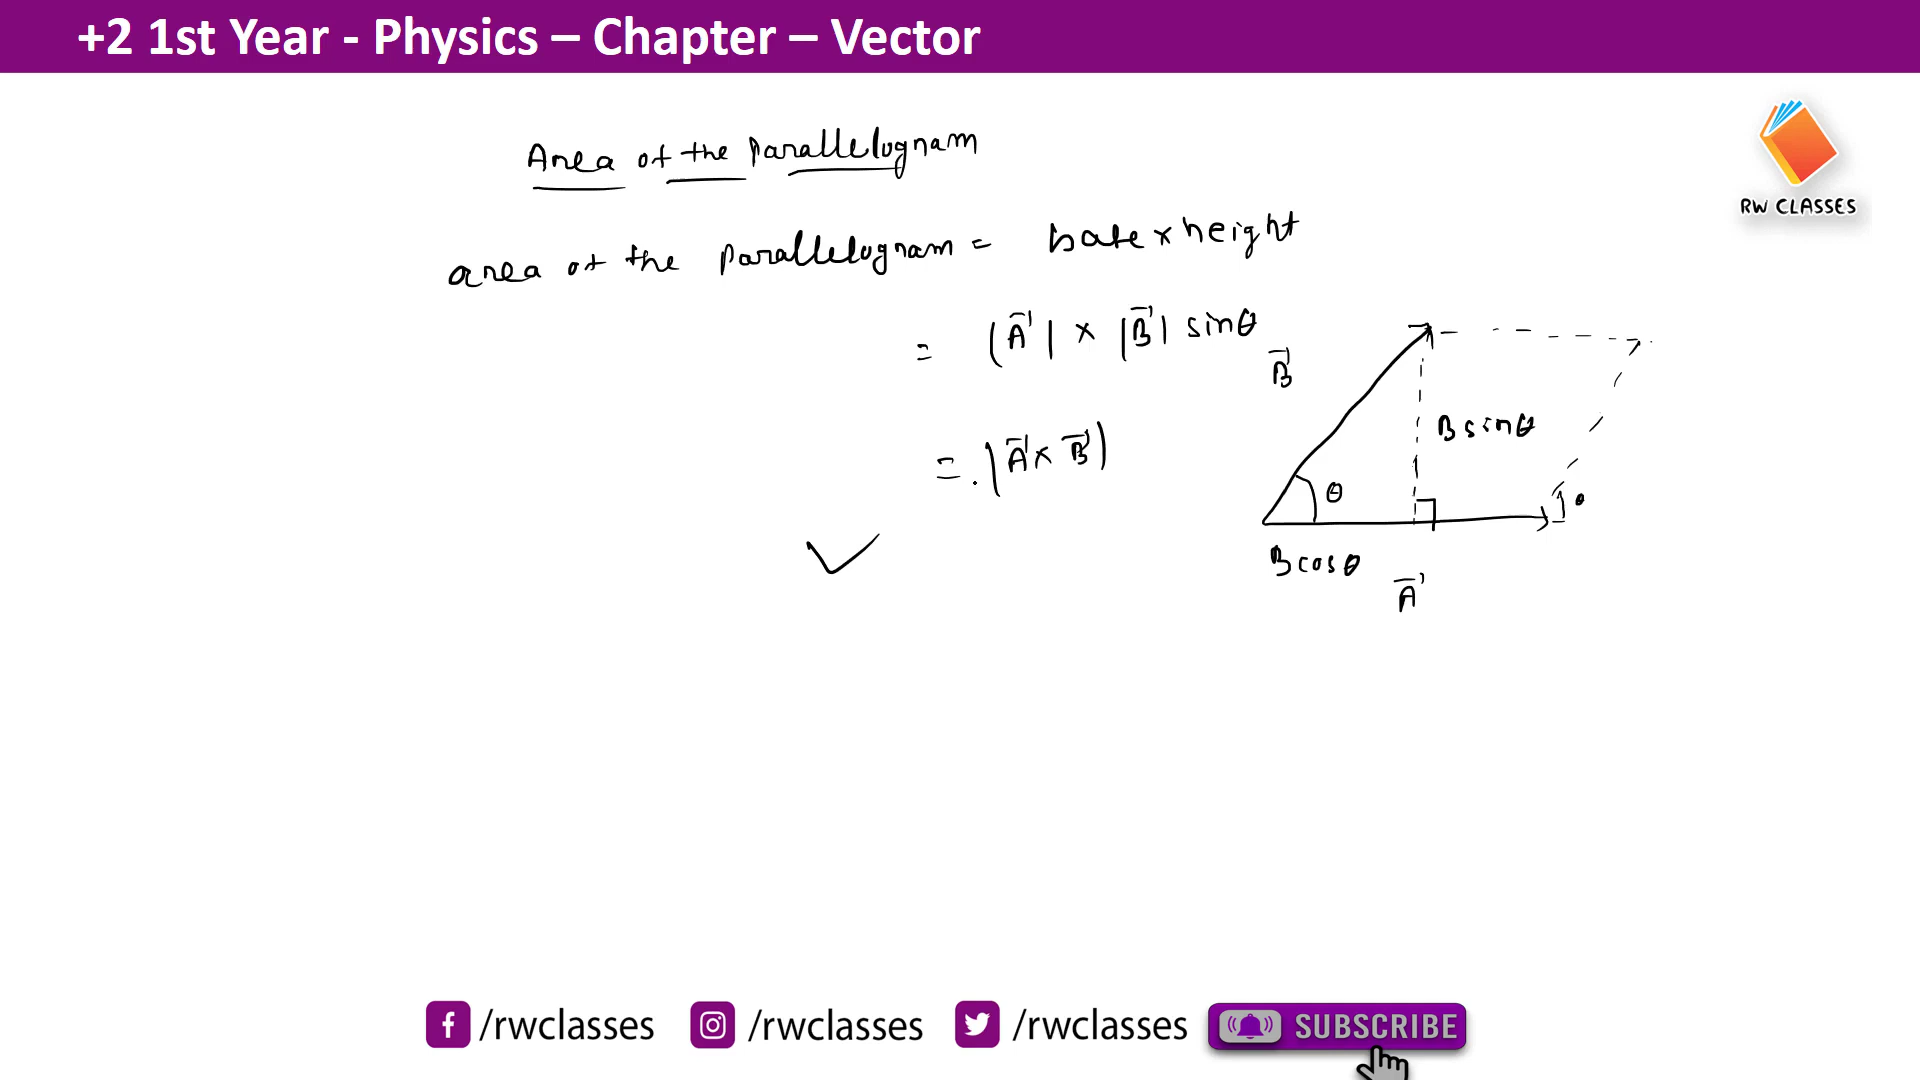 +2 1st Year - Physics – Chapter – Vector
RW CLASSES
Area of the parallelogram
area of the parallelogram = base × height
= |A⃗| × |B⃗| sinθ
= |A⃗ × B⃗|
B⃗
B sinθ
θ
B cosθ
A⃗
/rwclasses /rwclasses /rwclasses SUBSCRIBE